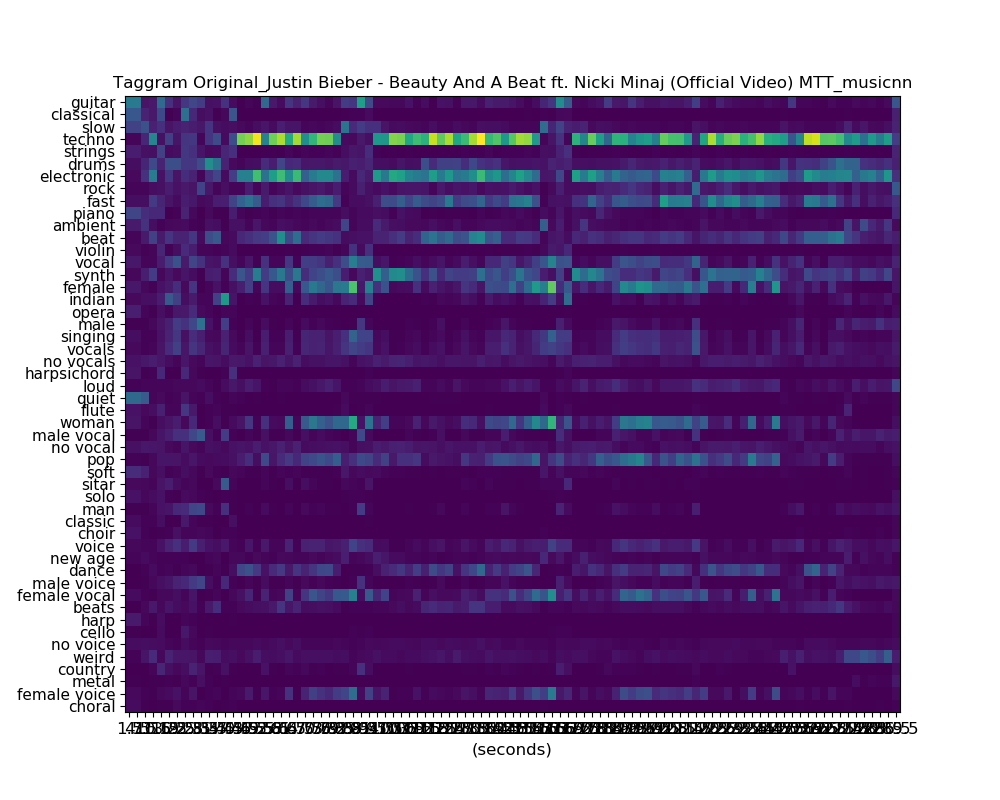 Taggram Original_Justin Bieber - Beauty And A Beat ft. Nicki Minaj (Official Video) MTT_musicnn
guitar
classical
slow
techno
strings
drums
electronic
rock
fast
piano
ambient
beat
violin
vocal
synth
female
indian
opera
male
singing
vocals
no vocals
harpsichord
loud
quiet
flute
woman
male vocal
no vocal
pop
soft
sitar
solo
man
classic
choir
voice
new age
dance
male voice
female vocal
beats
harp
cello
no voice
weird
country
metal
female voice
choral
(seconds)